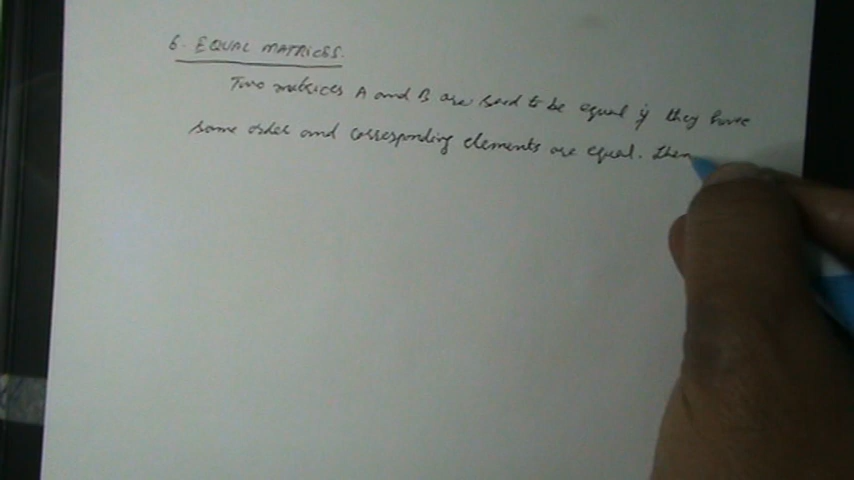 6. EQUAL MATRICES.
Two matrices A and B are said to be equal if they have
same order and corresponding elements are equal. Then